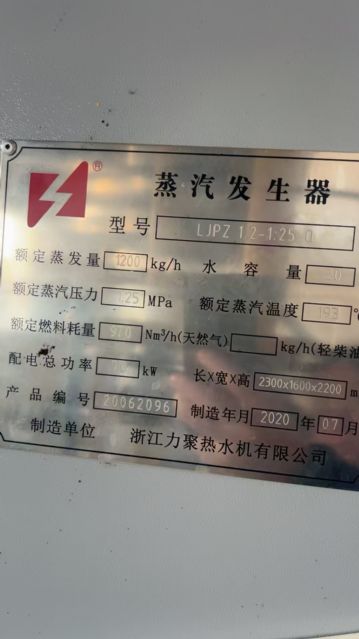 ®
蒸汽发生器
型号 LJPZ 1.2-1.25 Q
额定蒸发量 1200 kg/h 水容量
额定蒸汽压力 1.25 MPa 额定蒸汽温度 193
额定燃料耗量 Nm³/h(天然气) kg/h(轻柴油
配电总功率 kW 长X宽X高 2300x1600x2200 m
产品编号 20062096 制造年月 2020 年 07 月
制造单位 浙江力聚热水机有限公司